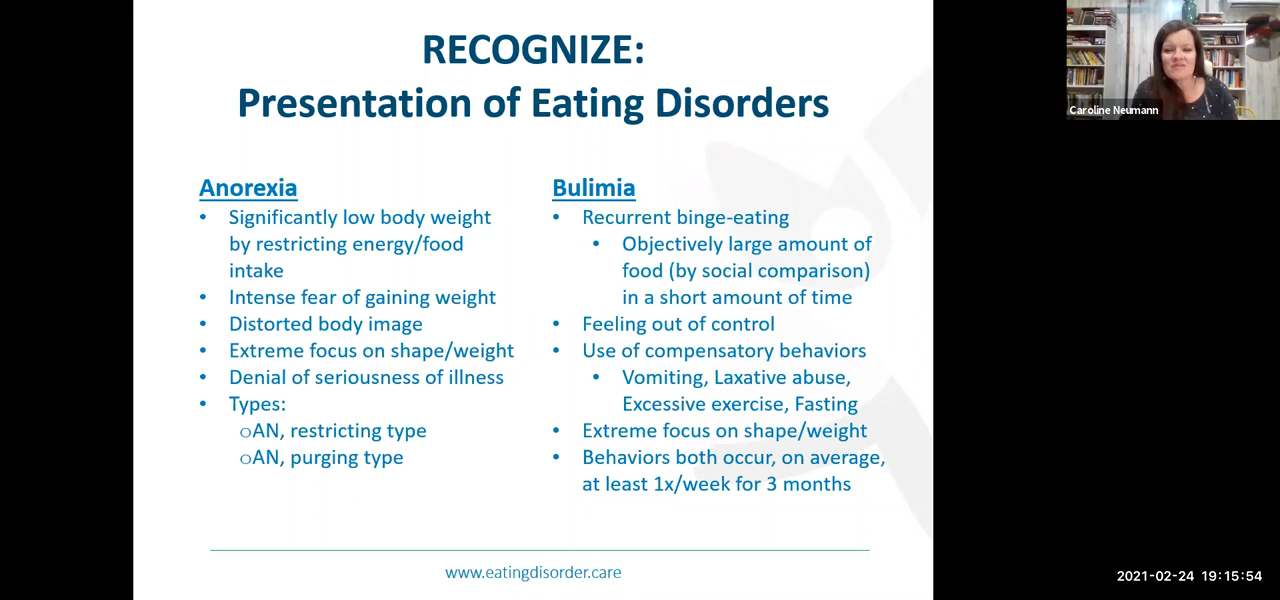 RECOGNIZE:
Presentation of Eating Disorders
Anorexia
• Significantly low body weight
by restricting energy/food
intake
• Intense fear of gaining weight
• Distorted body image
• Extreme focus on shape/weight
• Denial of seriousness of illness
• Types:
oAN, restricting type
oAN, purging type
Bulimia
• Recurrent binge-eating
• Objectively large amount of
food (by social comparison)
in a short amount of time
• Feeling out of control
• Use of compensatory behaviors
• Vomiting, Laxative abuse,
Excessive exercise, Fasting
• Extreme focus on shape/weight
• Behaviors both occur, on average,
at least 1x/week for 3 months
www.eatingdisorder.care
Caroline Neumann
2021-02-24 19:15:54